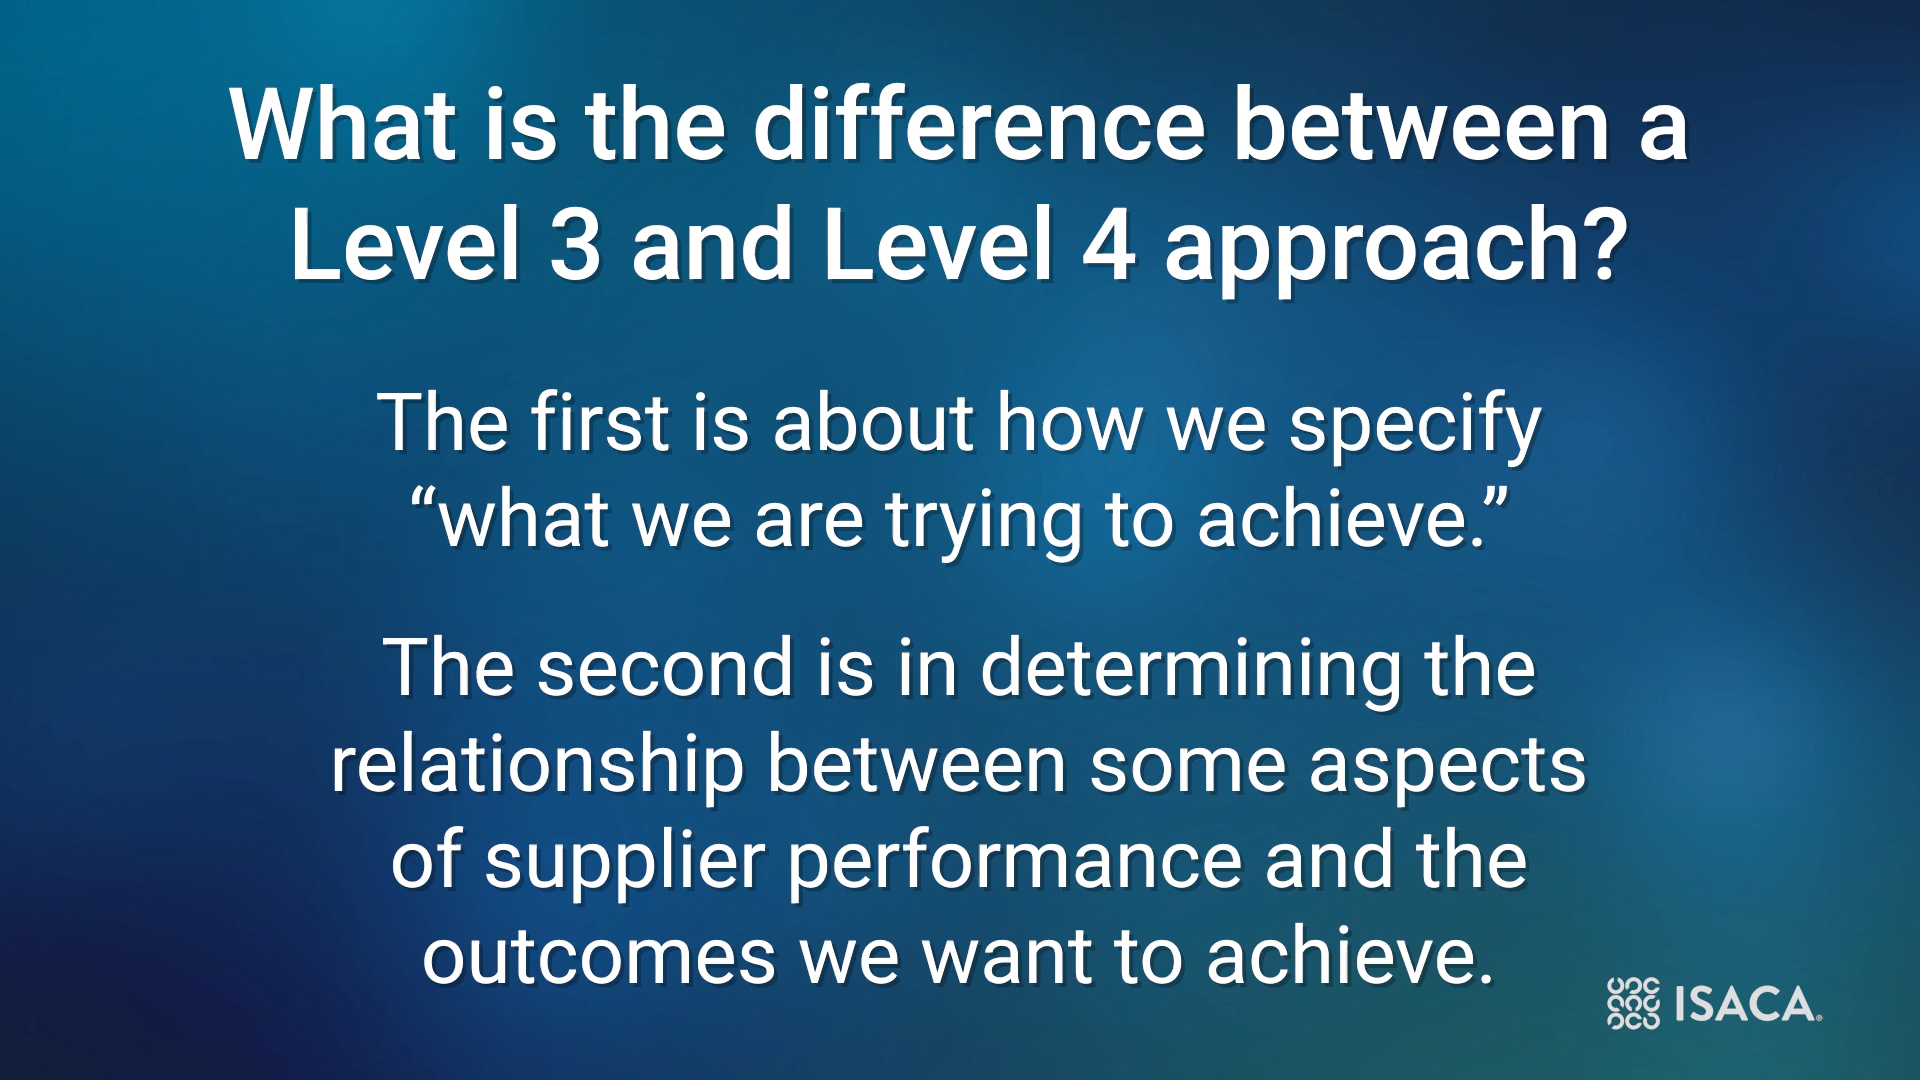 What is the difference between a
Level 3 and Level 4 approach?
The first is about how we specify
“what we are trying to achieve.”
The second is in determining the
relationship between some aspects
of supplier performance and the
outcomes we want to achieve.
ISACA®